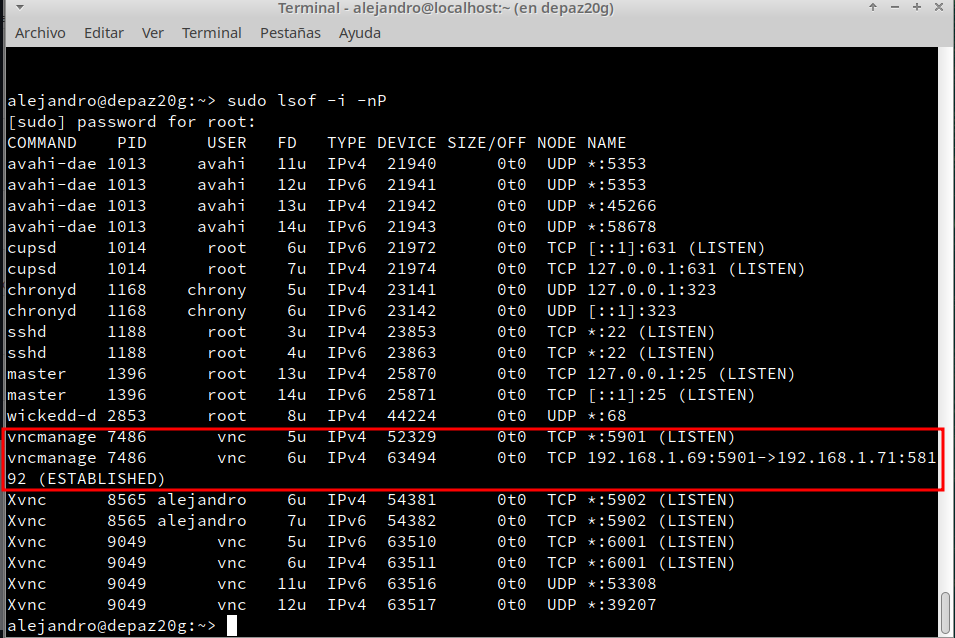 Terminal - alejandro@localhost:~ (en depaz20g)
Archivo Editar Ver Terminal Pestañas Ayuda
alejandro@depaz20g:~> sudo lsof -i -nP
[sudo] password for root:
COMMAND    PID      USER   FD   TYPE DEVICE SIZE/OFF NODE NAME
avahi-dae 1013     avahi   11u  IPv4  21940      0t0  UDP *:5353
avahi-dae 1013     avahi   12u  IPv6  21941      0t0  UDP *:5353
avahi-dae 1013     avahi   13u  IPv4  21942      0t0  UDP *:45266
avahi-dae 1013     avahi   14u  IPv6  21943      0t0  UDP *:58678
cupsd     1014      root    6u  IPv6  21972      0t0  TCP [::1]:631 (LISTEN)
cupsd     1014      root    7u  IPv4  21974      0t0  TCP 127.0.0.1:631 (LISTEN)
chronyd   1168    chrony    5u  IPv4  23141      0t0  UDP 127.0.0.1:323
chronyd   1168    chrony    6u  IPv6  23142      0t0  UDP [::1]:323
sshd      1188      root    3u  IPv4  23853      0t0  TCP *:22 (LISTEN)
sshd      1188      root    4u  IPv6  23863      0t0  TCP *:22 (LISTEN)
master    1396      root   13u  IPv4  25870      0t0  TCP 127.0.0.1:25 (LISTEN)
master    1396      root   14u  IPv6  25871      0t0  TCP [::1]:25 (LISTEN)
wickedd-d 2853      root    8u  IPv4  44224      0t0  UDP *:68
vncmanage 7486       vnc    5u  IPv4  52329      0t0  TCP *:5901 (LISTEN)
vncmanage 7486       vnc    6u  IPv4  63494      0t0  TCP 192.168.1.69:5901->192.168.1.71:581
92 (ESTABLISHED)
Xvnc      8565 alejandro    6u  IPv4  54381      0t0  TCP *:5902 (LISTEN)
Xvnc      8565 alejandro    7u  IPv6  54382      0t0  TCP *:5902 (LISTEN)
Xvnc      9049       vnc    5u  IPv6  63510      0t0  TCP *:6001 (LISTEN)
Xvnc      9049       vnc    6u  IPv4  63511      0t0  TCP *:6001 (LISTEN)
Xvnc      9049       vnc   11u  IPv6  63516      0t0  UDP *:53308
Xvnc      9049       vnc   12u  IPv4  63517      0t0  UDP *:39207
alejandro@depaz20g:~>